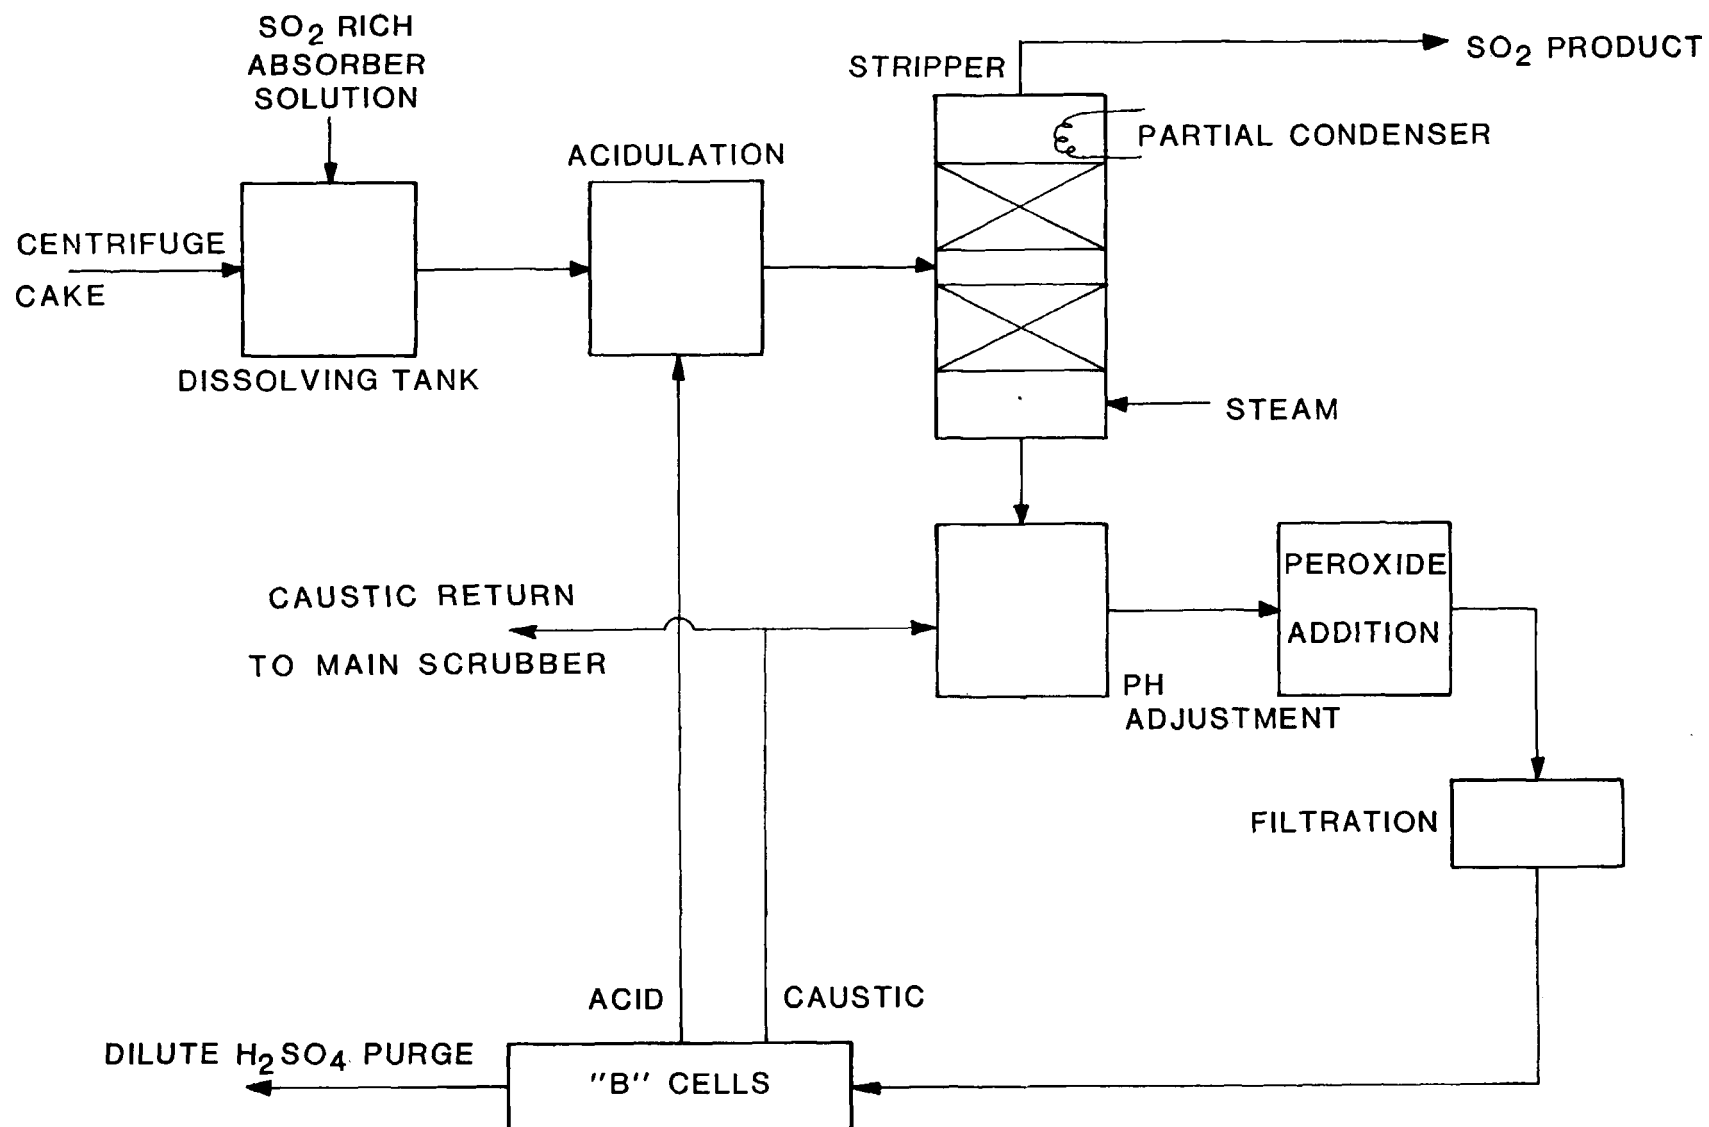 SO2 RICH
ABSORBER
SOLUTION
STRIPPER
SO2 PRODUCT
PARTIAL CONDENSER
ACIDULATION
CENTRIFUGE
CAKE
DISSOLVING TANK
STEAM
CAUSTIC RETURN
TO MAIN SCRUBBER
PEROXIDE
ADDITION
PH
ADJUSTMENT
FILTRATION
ACID
CAUSTIC
DILUTE H2SO4 PURGE
"B" CELLS